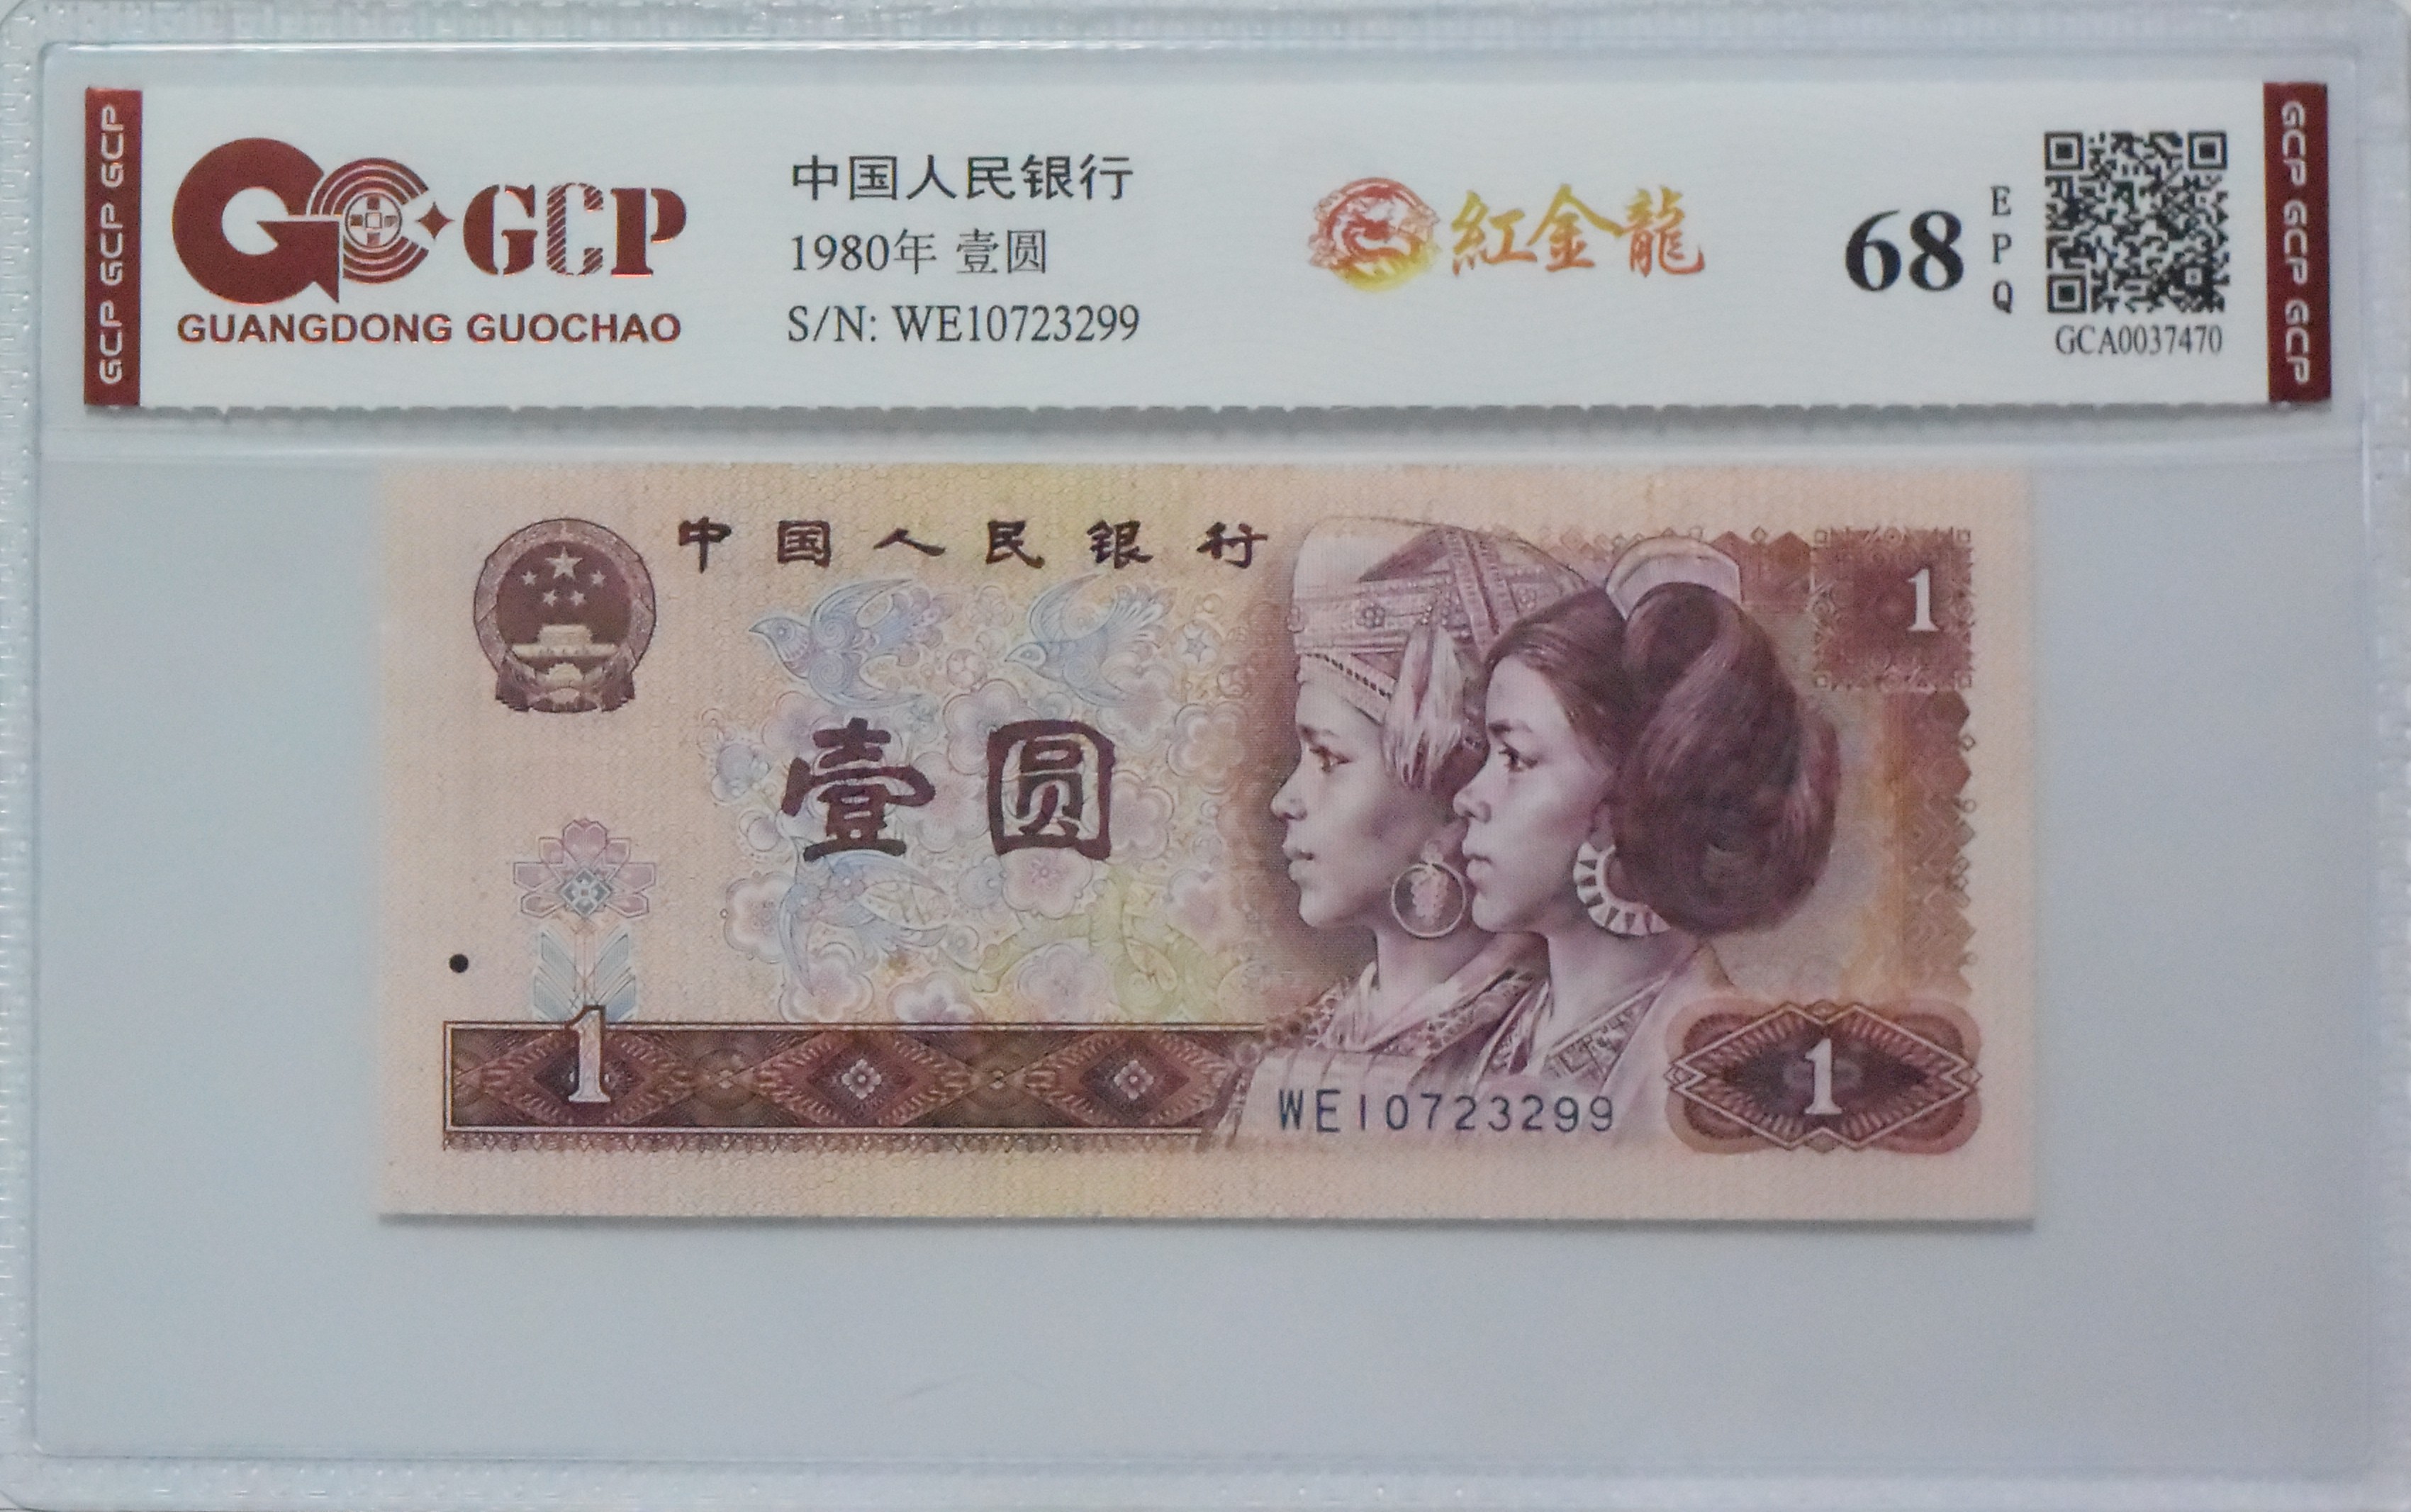 GCP GCP GCP
GC GCP
GUANGDONG GUOCHAO
中国人民银行
1980年 壹圆
S/N: WE10723299
紅金龍
68
EPQ
GCA0037470
GCP GCP GCP
中国人民银行
1
壹圆
1
WE10723299
1